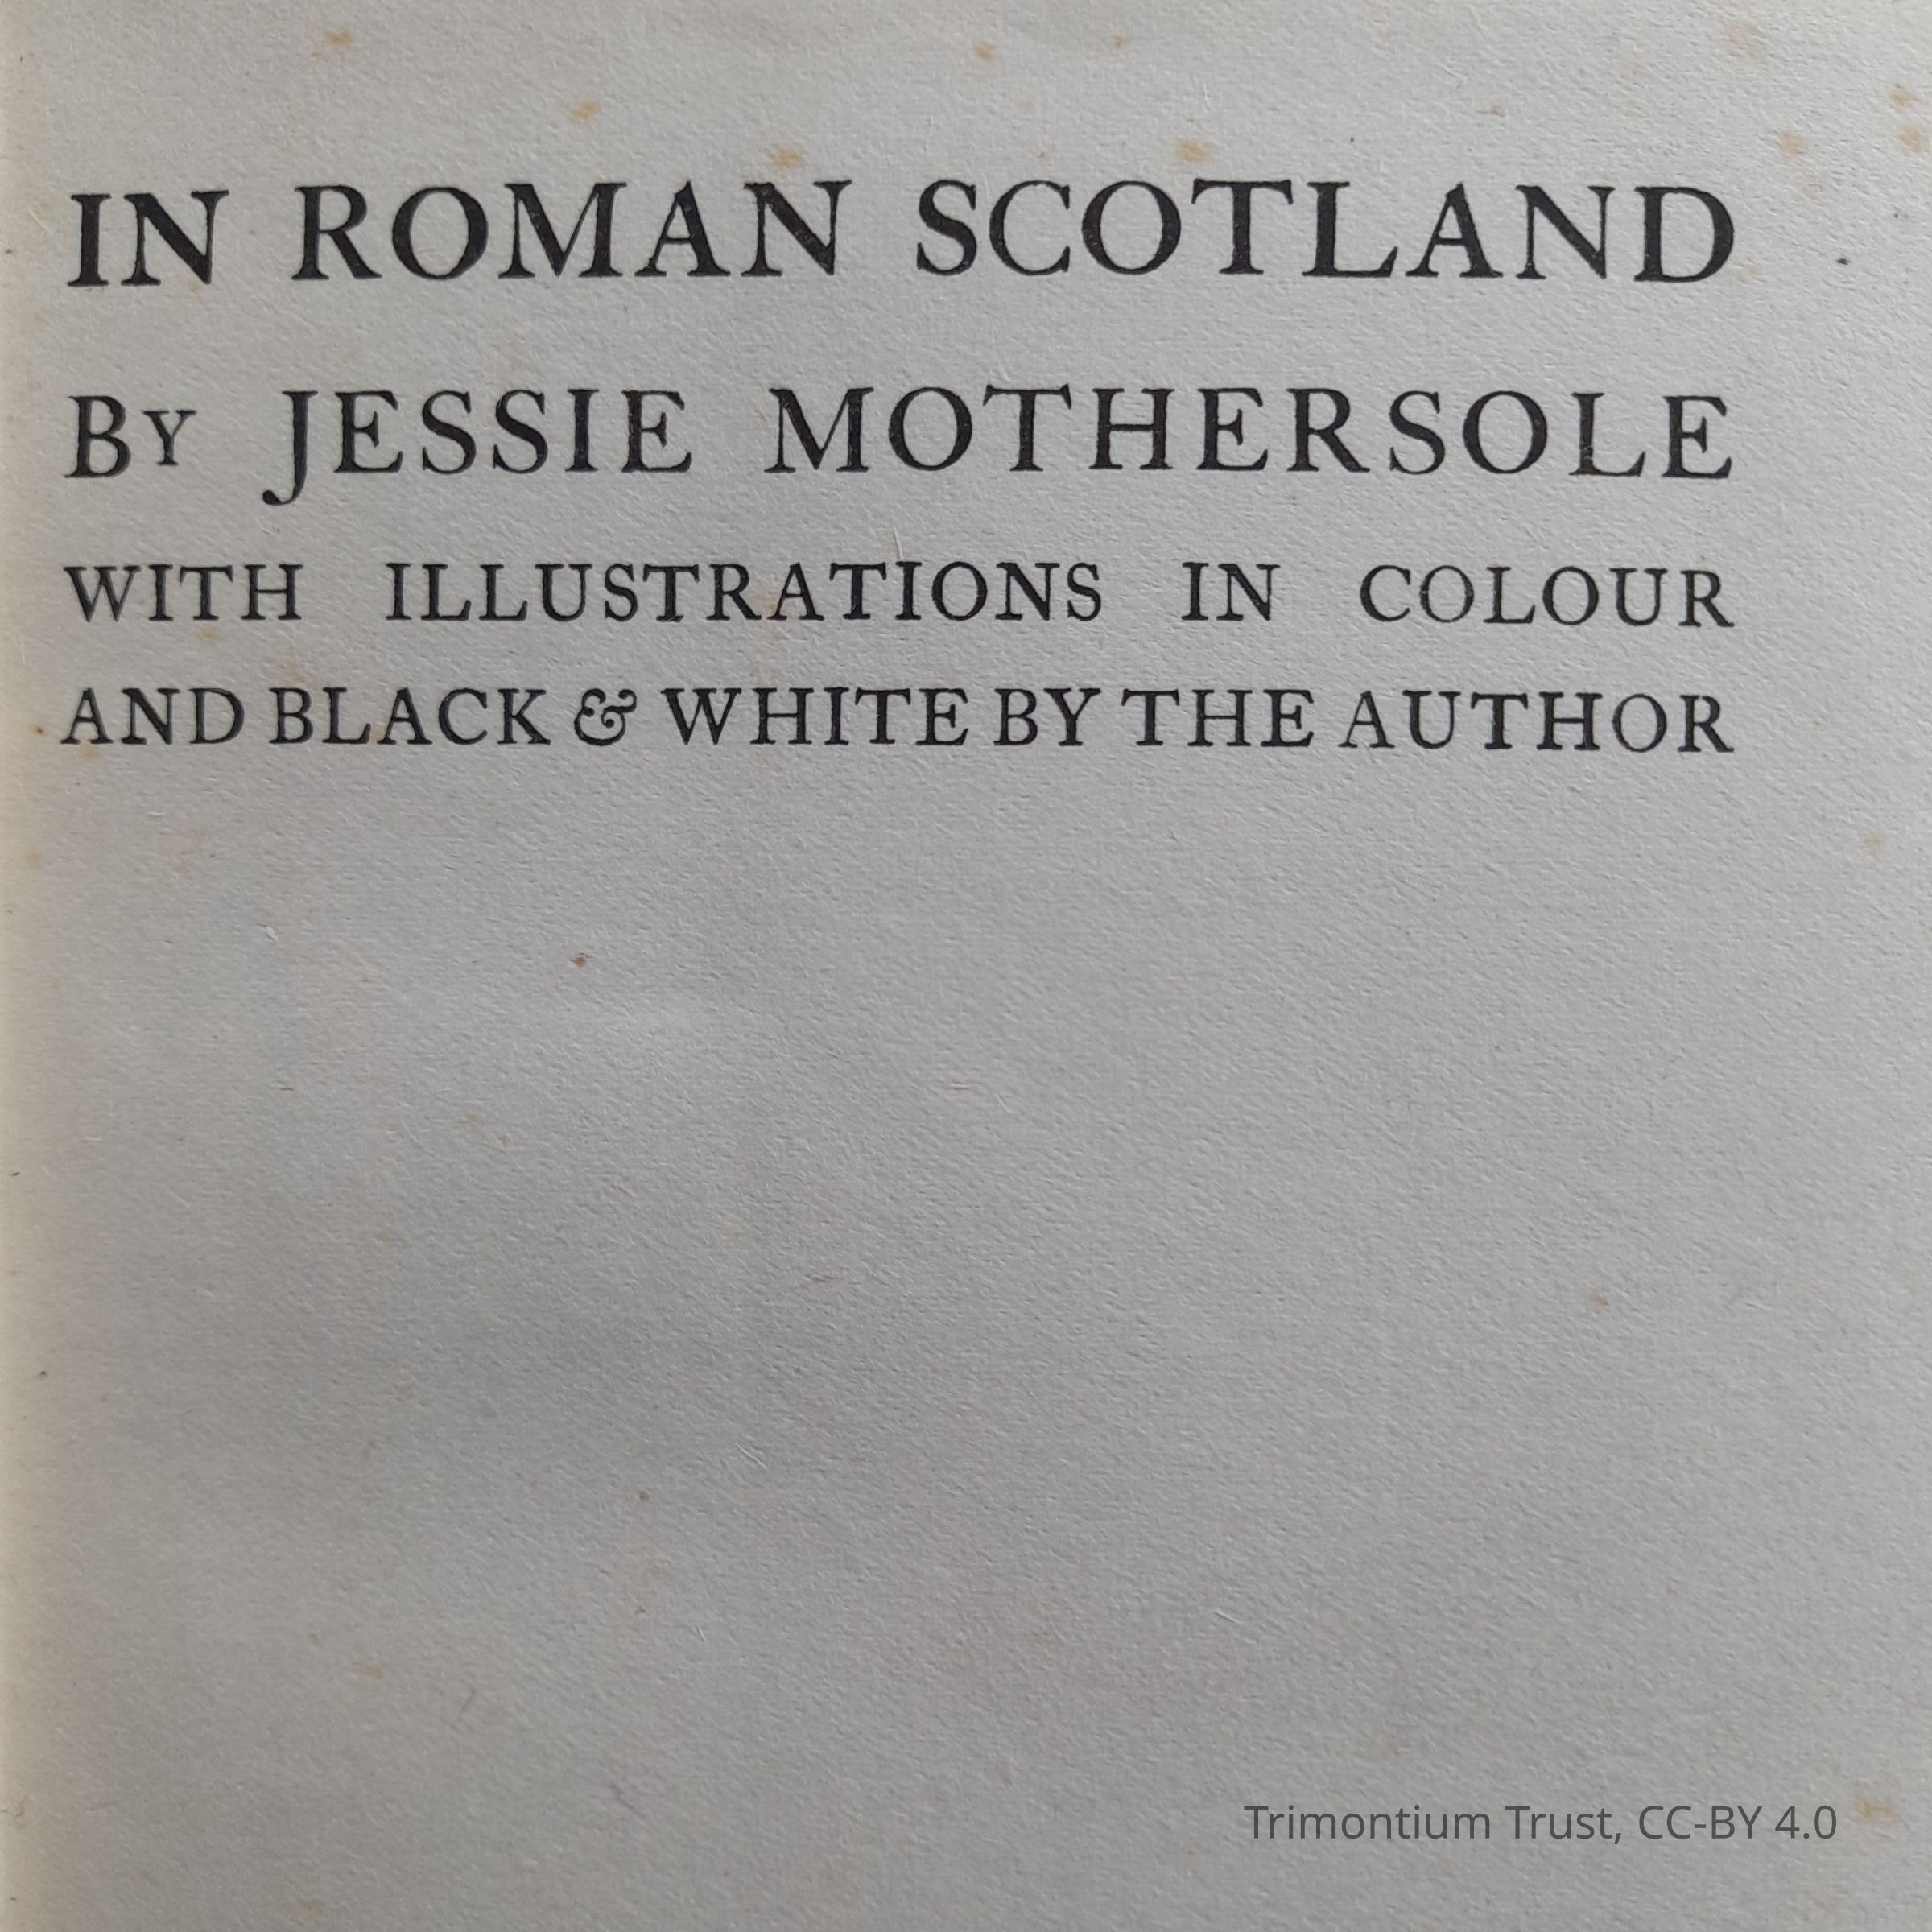 IN ROMAN SCOTLAND
BY JESSIE MOTHERSOLE
WITH ILLUSTRATIONS IN COLOUR
AND BLACK & WHITE BY THE AUTHOR
Trimontium Trust, CC-BY 4.0